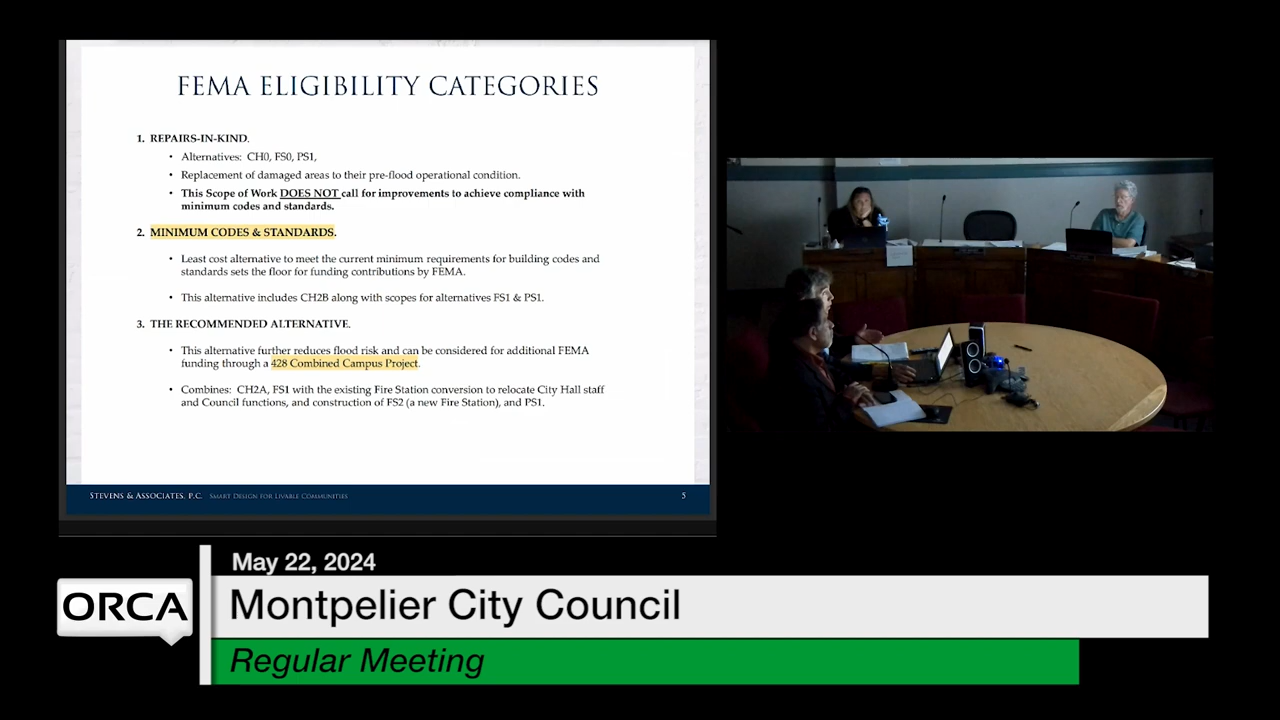 FEMA ELIGIBILITY CATEGORIES
1. REPAIRS-IN-KIND.
• Alternatives: CH0, FS0, PS1,
• Replacement of damaged areas to their pre-flood operational condition.
• This Scope of Work DOES NOT call for improvements to achieve compliance with
minimum codes and standards.
2. MINIMUM CODES & STANDARDS.
• Least cost alternative to meet the current minimum requirements for building codes and
standards sets the floor for funding contributions by FEMA.
• This alternative includes CH2B along with scopes for alternatives FS1 & PS1.
3. THE RECOMMENDED ALTERNATIVE.
• This alternative further reduces flood risk and can be considered for additional FEMA
funding through a 428 Combined Campus Project.
• Combines: CH2A, FS1 with the existing Fire Station conversion to relocate City Hall staff
and Council functions, and construction of FS2 (a new Fire Station), and PS1.
STEVENS & ASSOCIATES, P.C. SMART DESIGN FOR LIVABLE COMMUNITIES 5
May 22, 2024
ORCA
Montpelier City Council
Regular Meeting